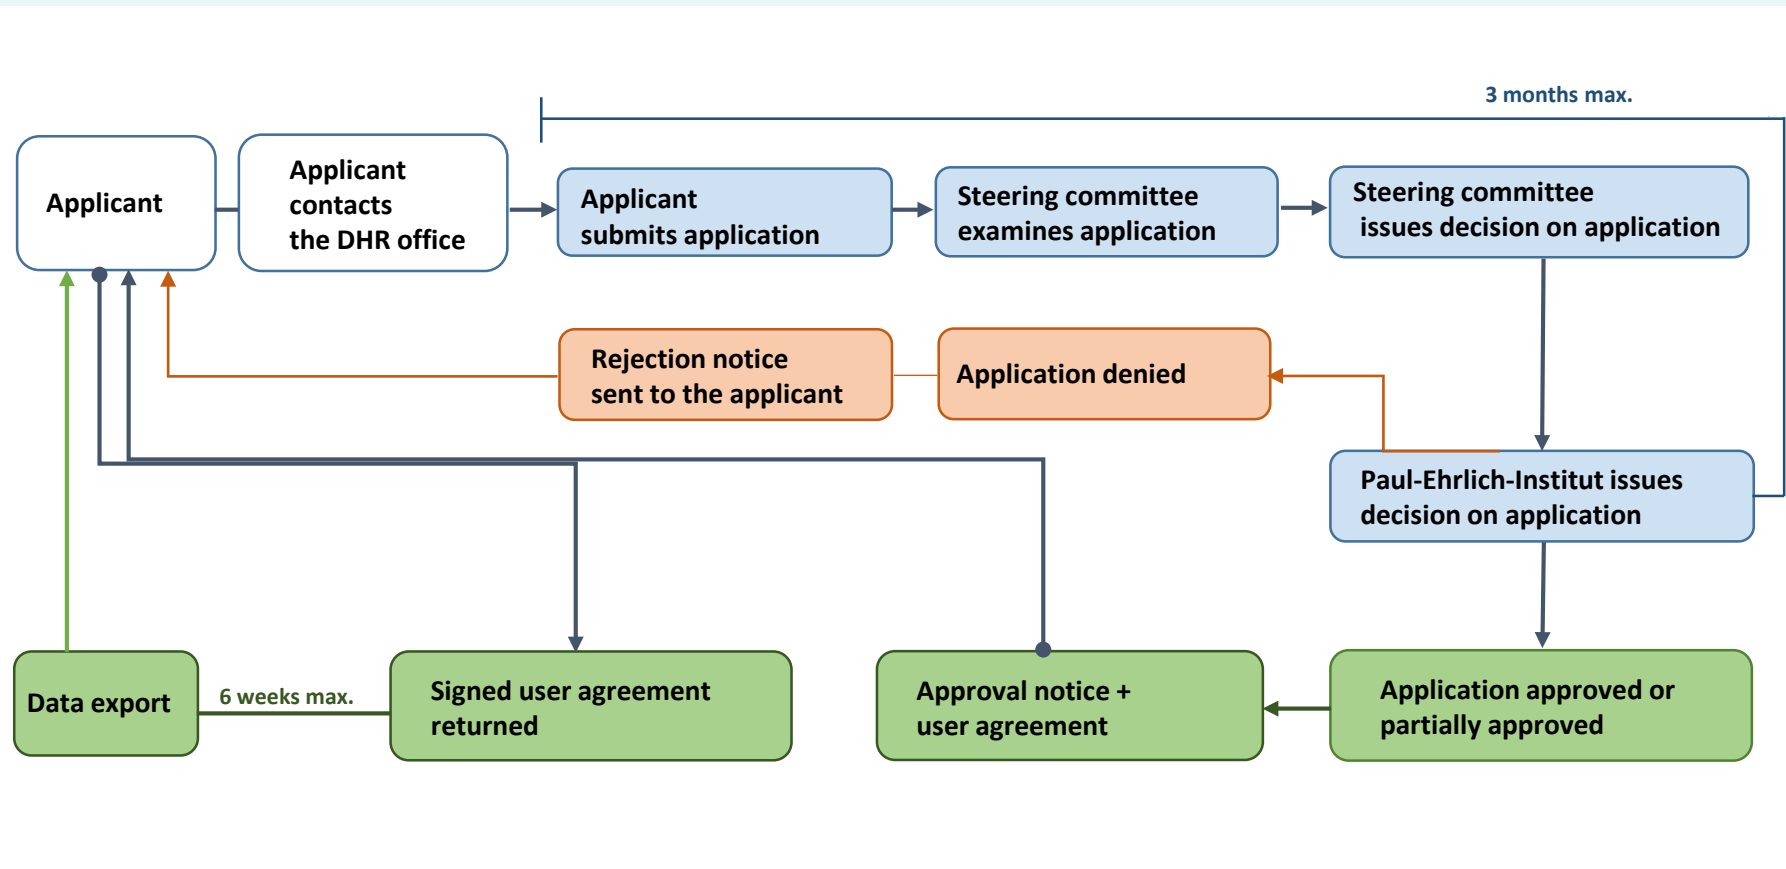 3 months max.
Applicant
Applicant
contacts
the DHR office
Applicant
submits application
Steering committee
examines application
Steering committee
issues decision on application
Rejection notice
sent to the applicant
Application denied
Paul-Ehrlich-Institut issues
decision on application
Data export
6 weeks max.
Signed user agreement
returned
Approval notice +
user agreement
Application approved or
partially approved